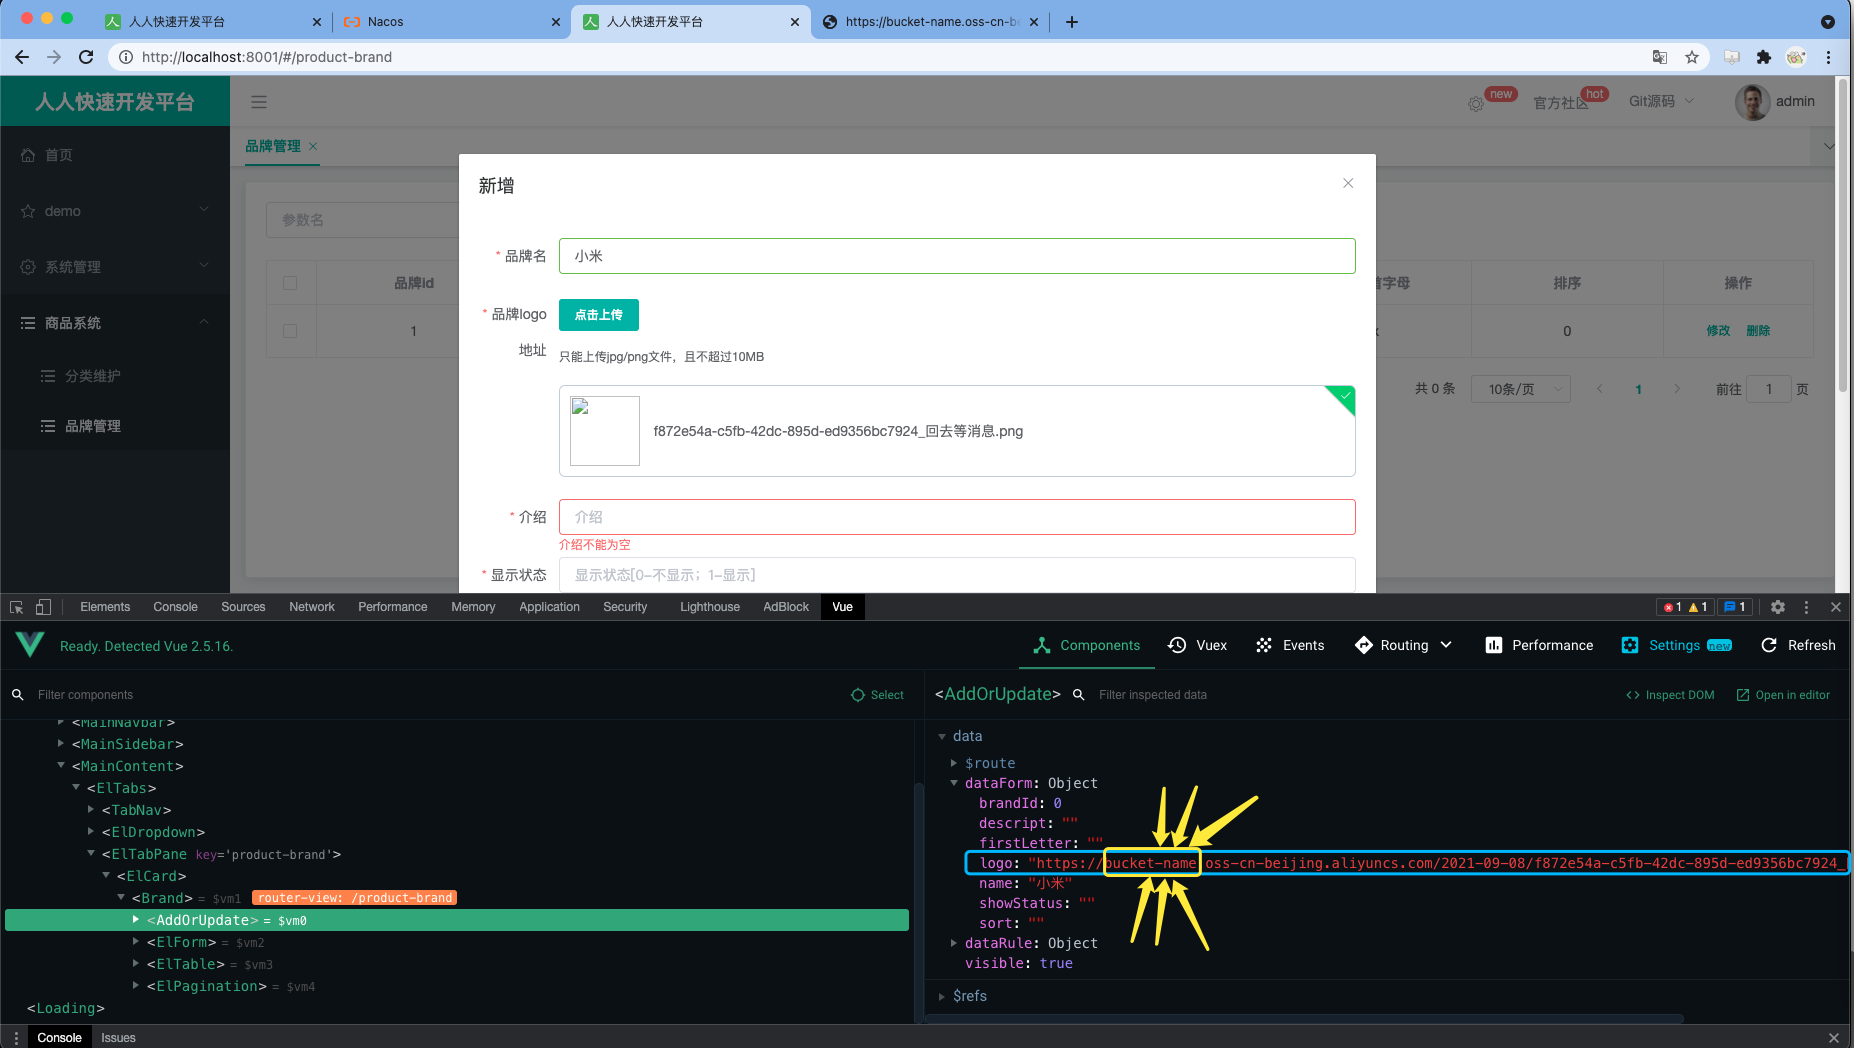 人人快速开发平台
Nacos
人人快速开发平台
https://bucket-name.oss-cn-be
http://localhost:8001/#/product-brand
人人快速开发平台
new
官方社区
hot
Git源码
admin
首页
demo
系统管理
商品系统
分类维护
品牌管理
品牌管理
参数名
品牌id
首字母
排序
操作
1
x
0
修改 删除
共 0 条
10条/页
1
前往 1 页
新增
* 品牌名
小米
* 品牌logo
地址
点击上传
只能上传jpg/png文件，且不超过10MB
f872e54a-c5fb-42dc-895d-ed9356bc7924_回去等消息.png
* 介绍
介绍
介绍不能为空
* 显示状态
显示状态[0-不显示；1-显示]
Elements Console Sources Network Performance Memory Application Security Lighthouse AdBlock Vue
1 1 1
Ready. Detected Vue 2.5.16.
Components Vuex Events Routing Performance Settings new Refresh
Filter components
Select
<MainNavbar>
<MainSidebar>
<MainContent>
<ElTabs>
<TabNav>
<ElDropdown>
<ElTabPane key='product-brand'>
<ElCard>
<Brand> = $vm1 router-view: /product-brand
<AddOrUpdate> = $vm0
<ElForm> = $vm2
<ElTable> = $vm3
<ElPagination> = $vm4
<Loading>
<AddOrUpdate>
Filter inspected data
Inspect DOM
Open in editor
data
$route
dataForm: Object
brandId: 0
descript: ""
firstLetter: ""
logo: "https://bucket-name.oss-cn-beijing.aliyuncs.com/2021-09-08/f872e54a-c5fb-42dc-895d-ed9356bc7924_
name: "小米"
showStatus: ""
sort: ""
dataRule: Object
visible: true
$refs
Console Issues